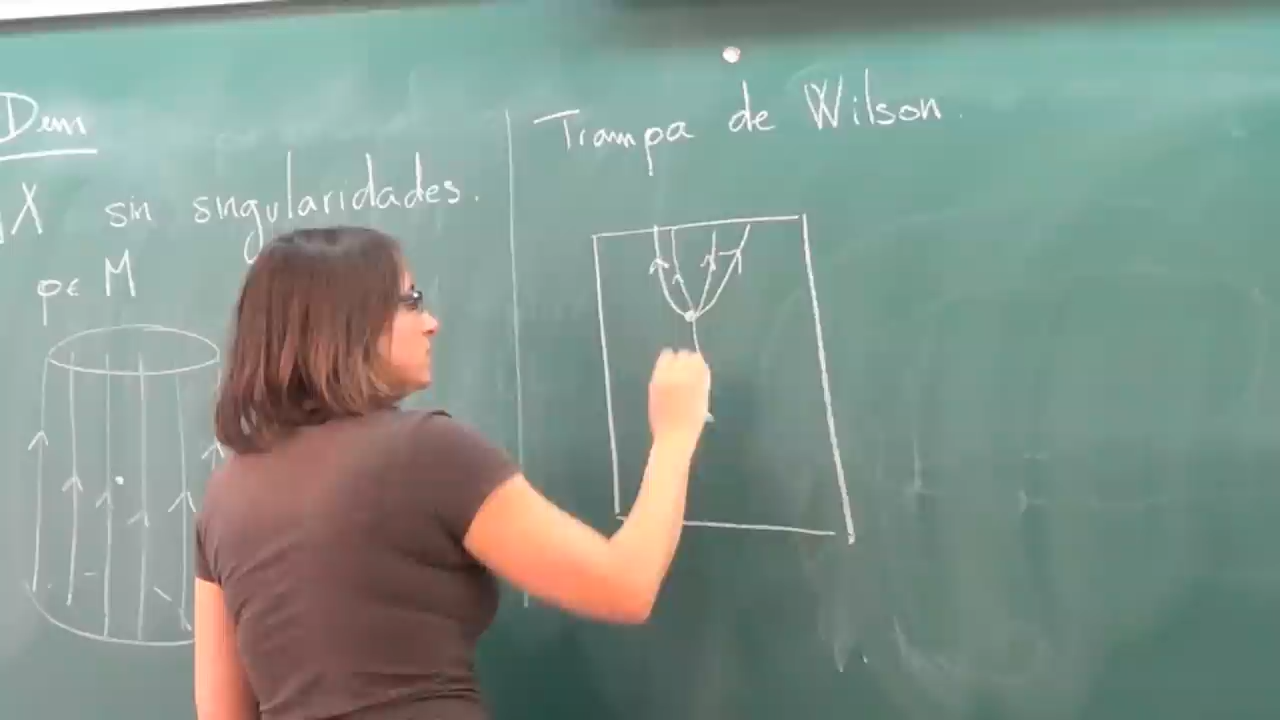 Dem
X sin singularidades.
p∈ M
Trampa de Wilson.